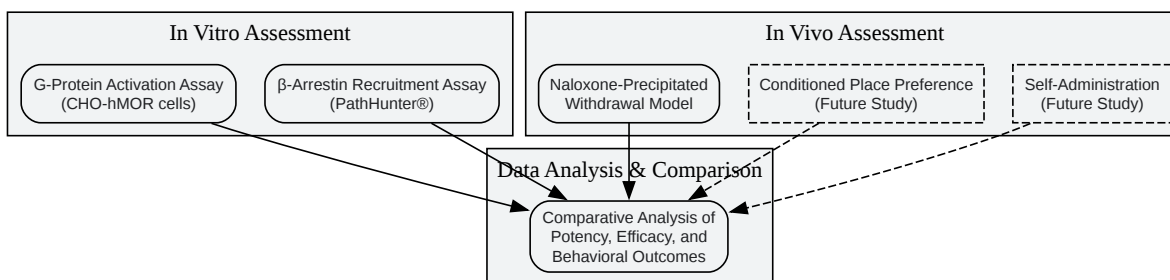 In Vitro Assessment
G-Protein Activation Assay
(CHO-hMOR cells)
β-Arrestin Recruitment Assay
(PathHunter®)
In Vivo Assessment
Naloxone-Precipitated
Withdrawal Model
Conditioned Place Preference
(Future Study)
Self-Administration
(Future Study)
Data Analysis & Comparison
Comparative Analysis of
Potency, Efficacy, and
Behavioral Outcomes